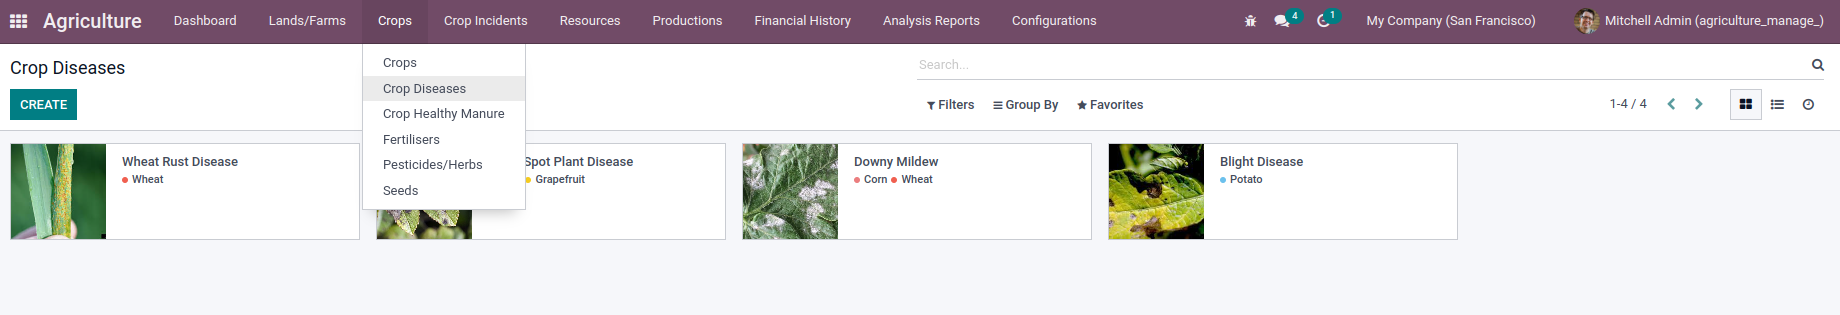 Agriculture Dashboard Lands/Farms Crops Crop Incidents Resources Productions Financial History Analysis Reports Configurations 4 1 My Company (San Francisco) Mitchell Admin (agriculture_manage_)
Crop Diseases
Search...
CREATE
Filters Group By Favorites 1-4 / 4
Crops
Crop Diseases
Crop Healthy Manure
Fertilisers
Pesticides/Herbs
Seeds
Wheat Rust Disease
Wheat
Spot Plant Disease
Grapefruit
Downy Mildew
Corn Wheat
Blight Disease
Potato